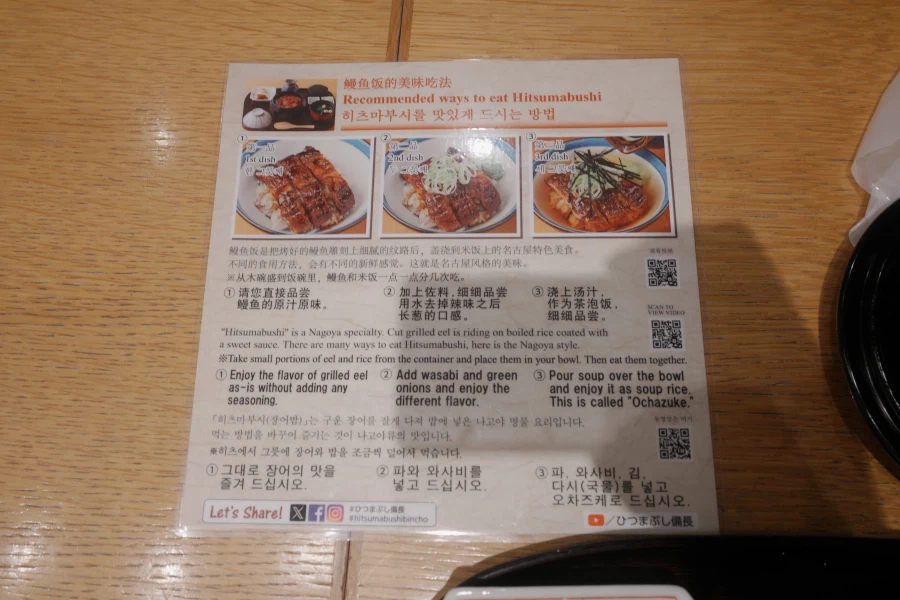 鳗鱼饭的美味吃法
Recommended ways to eat Hitsumabushi
히츠마부시를 맛있게 드시는 방법
① 第一品
1st dish
② 第二品
2nd dish
③ 第三品
3rd dish
鳗鱼饭是把烤好的鳗鱼雕刻上细腻的纹路后，盖浇到米饭上的名古屋特色美食。
不同的食用方法，会有不同的新鲜感觉。这就是名古屋风格的美味。
※从木碗盛到饭碗里，鳗鱼和米饭一点一点分几次吃。
① 请您直接品尝
鳗鱼的原汁原味。
② 加上佐料，细细品尝
用水去掉辣味之后
长葱的口感。
③ 浇上汤汁，
作为茶泡饭，
细细品尝。
SCAN TO
VIEW VIDEO
"Hitsumabushi" is a Nagoya specialty. Cut grilled eel is riding on boiled rice coated with
a sweet sauce. There are many ways to eat Hitsumabushi, here is the Nagoya style.
※Take small portions of eel and rice from the container and place them in your bowl. Then eat them together.
① Enjoy the flavor of grilled eel
as-is without adding any
seasoning.
② Add wasabi and green
onions and enjoy the
different flavor.
③ Pour soup over the bowl
and enjoy it as soup rice.
This is called "Ochazuke."
「히츠마부시(장어밥)」는 구운 장어를 잘게 다져 밥에 넣은 나고야 명물 요리입니다.
먹는 방법을 바꾸어 즐기는 것이 나고야류의 맛입니다.
※히츠에서 그릇에 장어와 밥을 조금씩 덜어서 먹습니다.
① 그대로 장어의 맛을
즐겨 드십시오.
② 파와 와사비를
넣고 드십시오.
③ 파, 와사비, 김,
다시(국물)를 넣고
오차즈케로 드십시오.
Let's Share!
#ひつまぶし備長
#hitsumabushibincho
／ひつまぶし備長